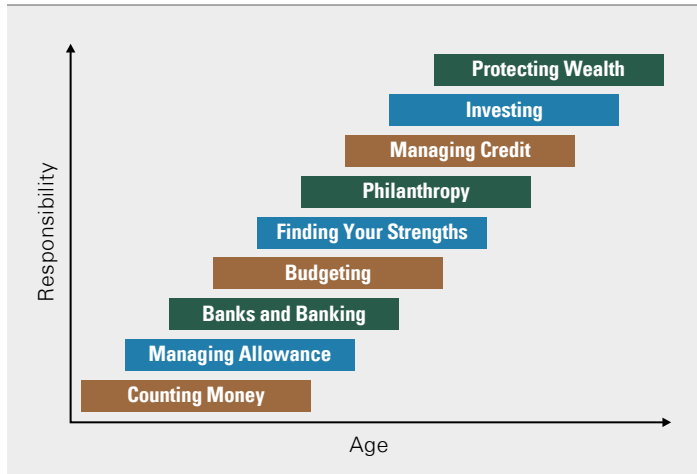 Protecting Wealth
Investing
Managing Credit
Philanthropy
Finding Your Strengths
Budgeting
Banks and Banking
Managing Allowance
Counting Money
Responsibility
Age